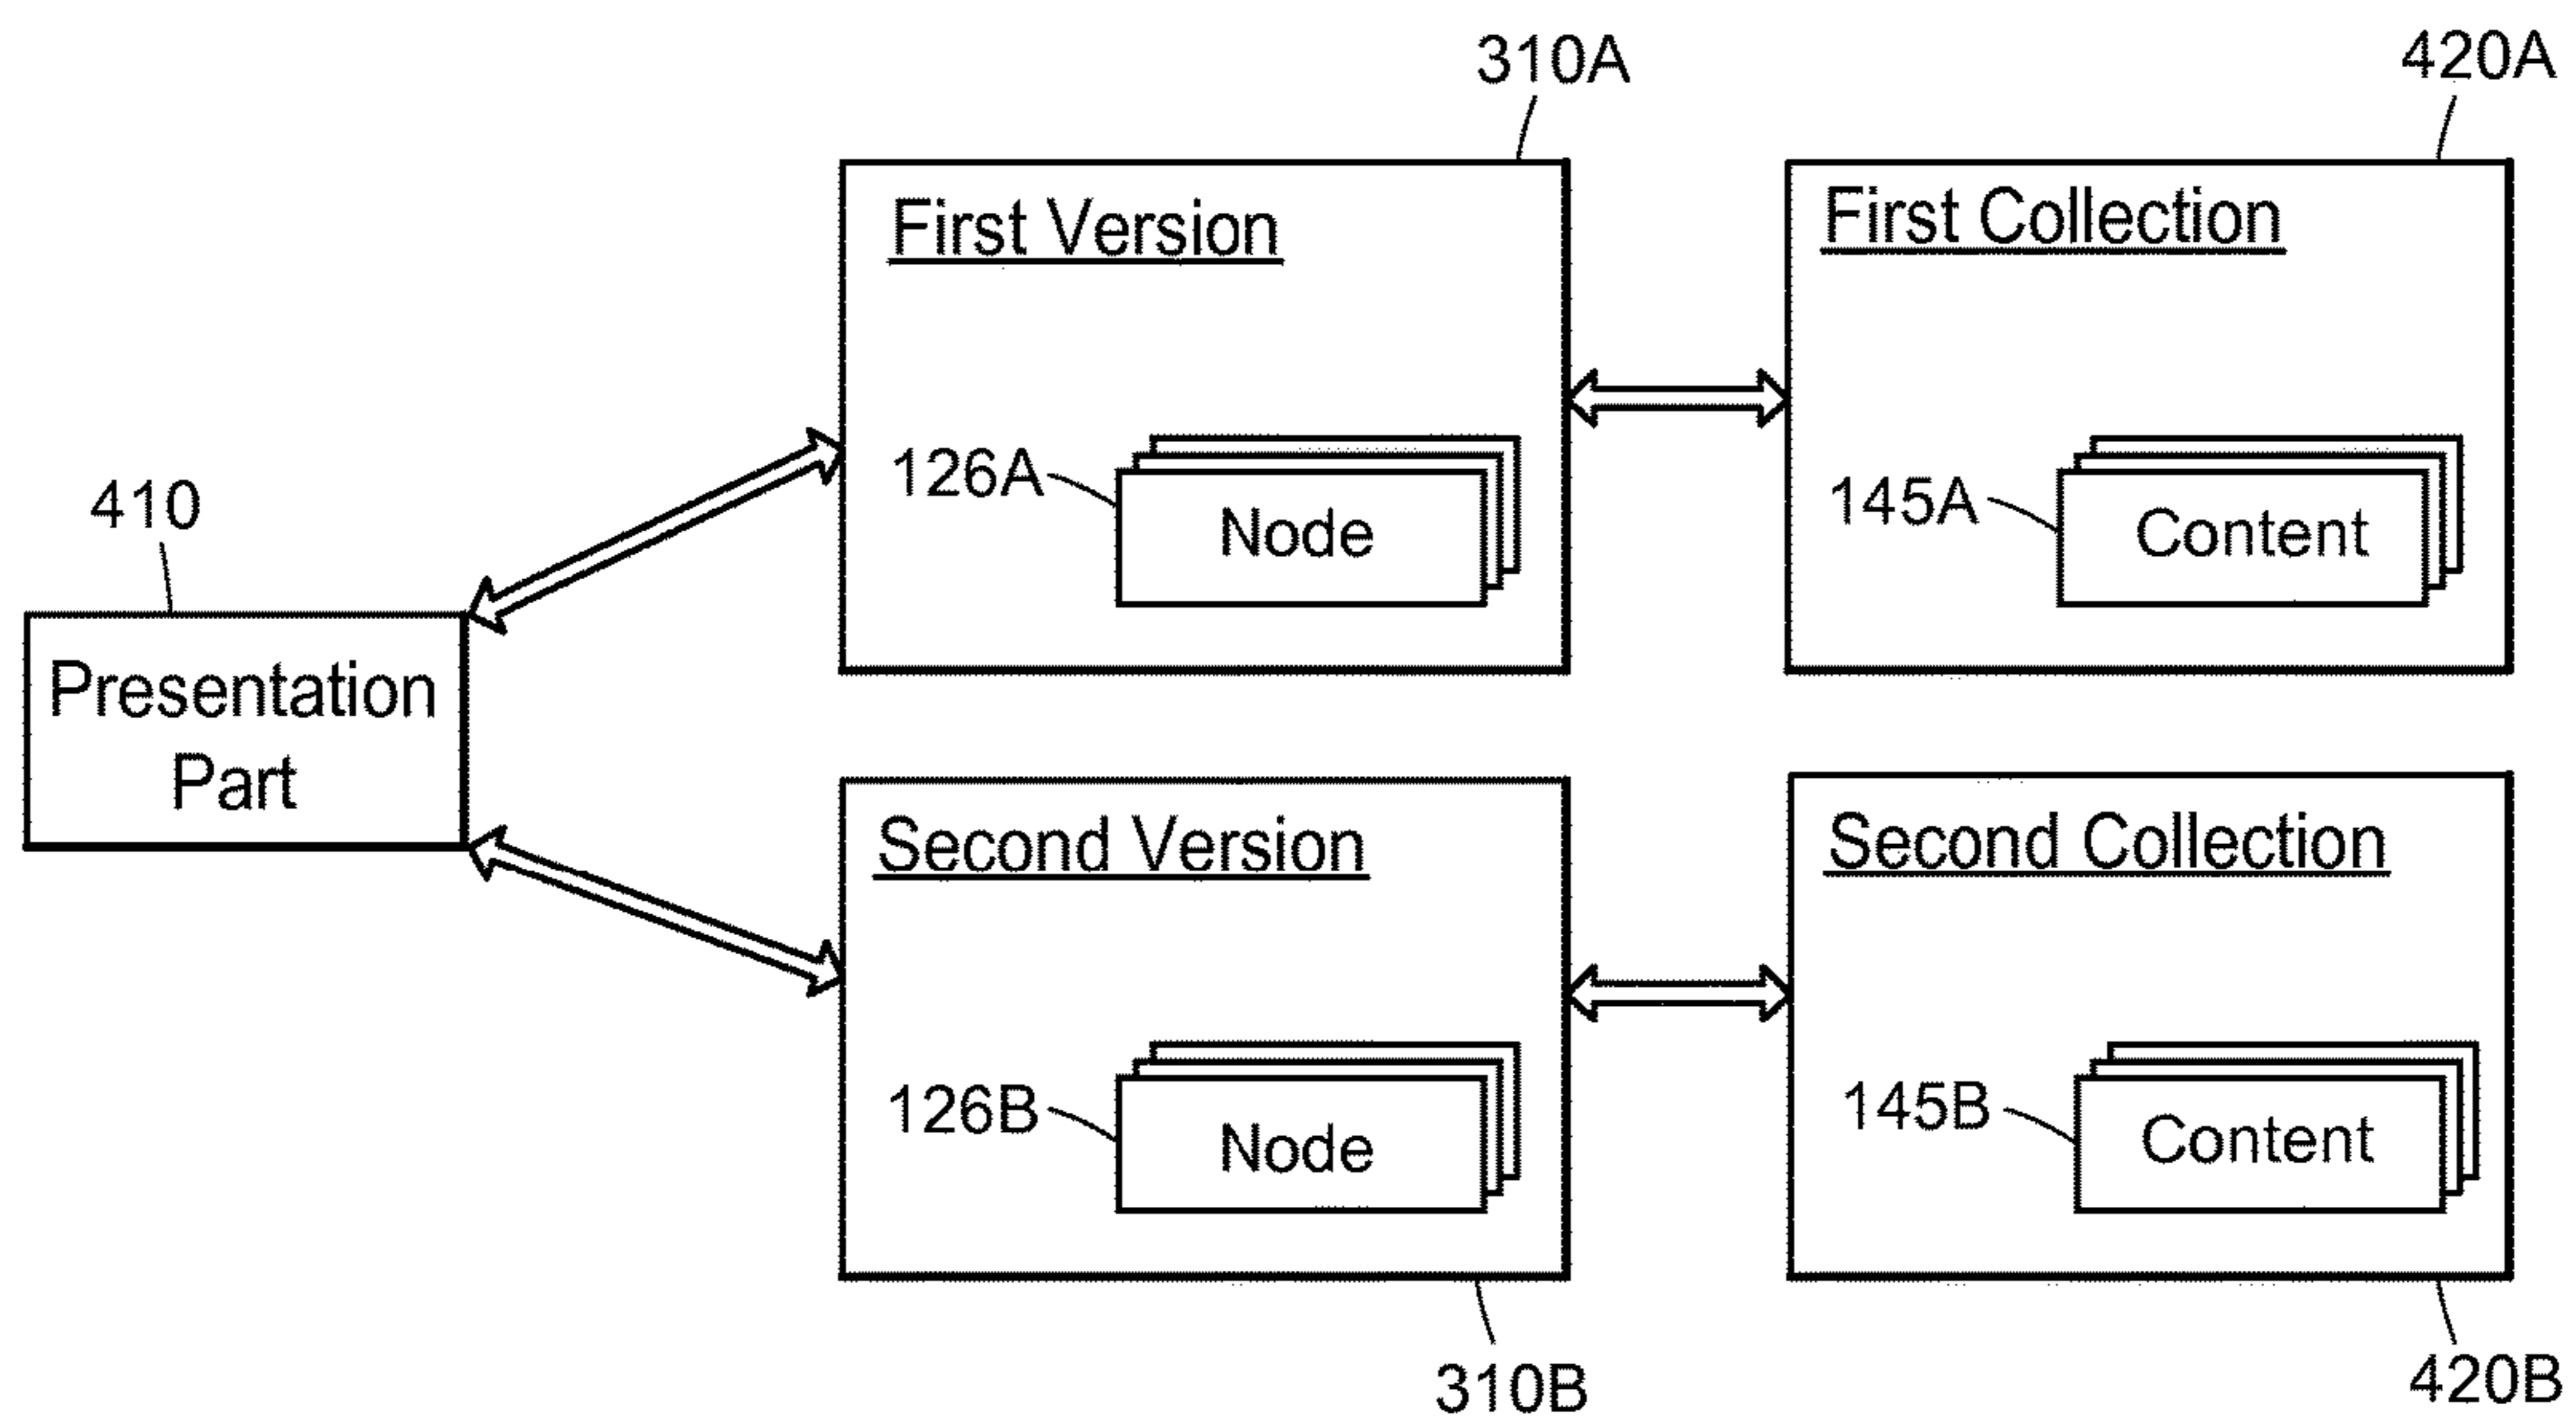 310A
420A
First Version
First Collection
126A
Node
145A
Content
410
Presentation
Part
Second Version
Second Collection
126B
Node
145B
Content
310B
420B